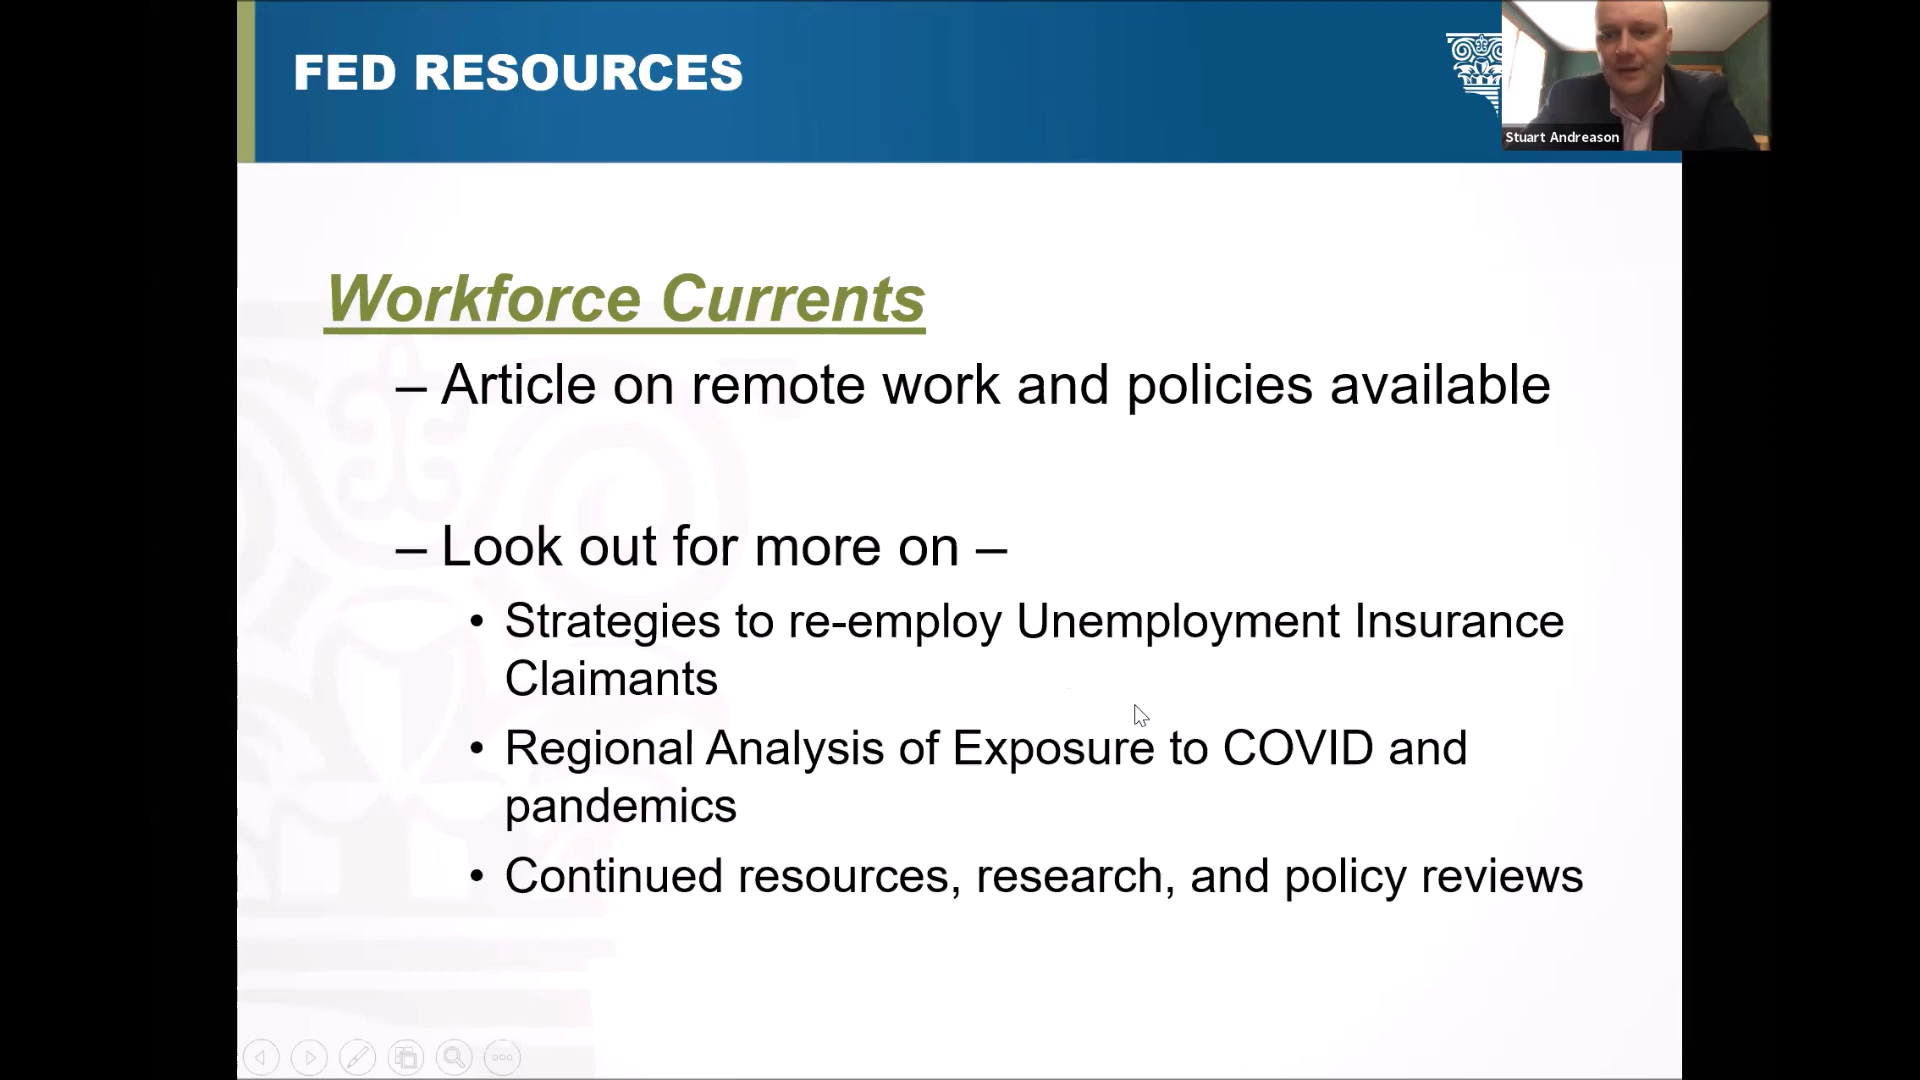 FED RESOURCES
Stuart Andreason
Workforce Currents
– Article on remote work and policies available
– Look out for more on –
• Strategies to re-employ Unemployment Insurance
Claimants
• Regional Analysis of Exposure to COVID and
pandemics
• Continued resources, research, and policy reviews